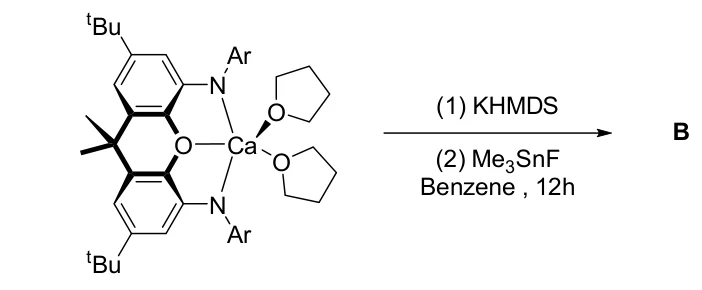 ᵗBu
Ar
N
O
(1) KHMDS
O
Ca
B
O
(2) Me₃SnF
Benzene , 12h
N
Ar
ᵗBu